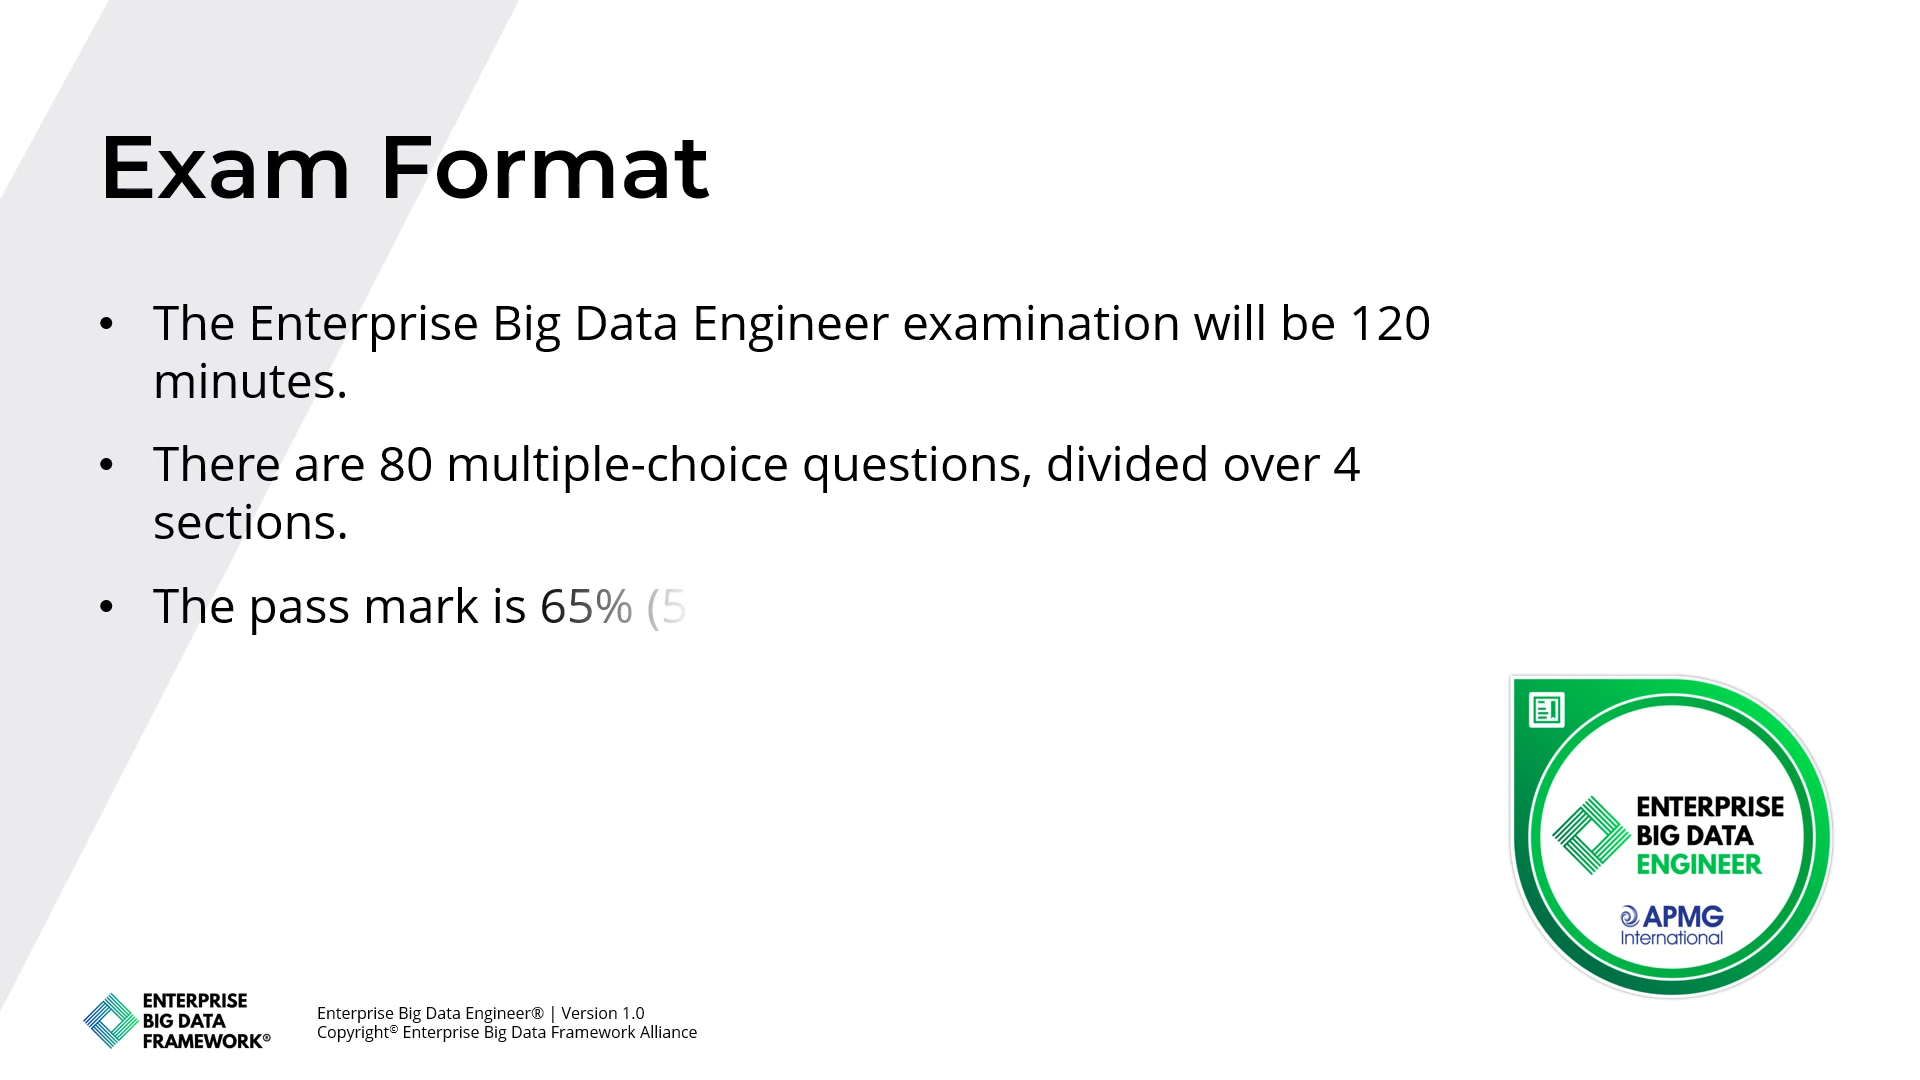 Exam Format
• The Enterprise Big Data Engineer examination will be 120
minutes.
• There are 80 multiple-choice questions, divided over 4
sections.
• The pass mark is 65% (5
ENTERPRISE
BIG DATA
ENGINEER
APMG
International
ENTERPRISE
BIG DATA
FRAMEWORK®
Enterprise Big Data Engineer® | Version 1.0
Copyright© Enterprise Big Data Framework Alliance